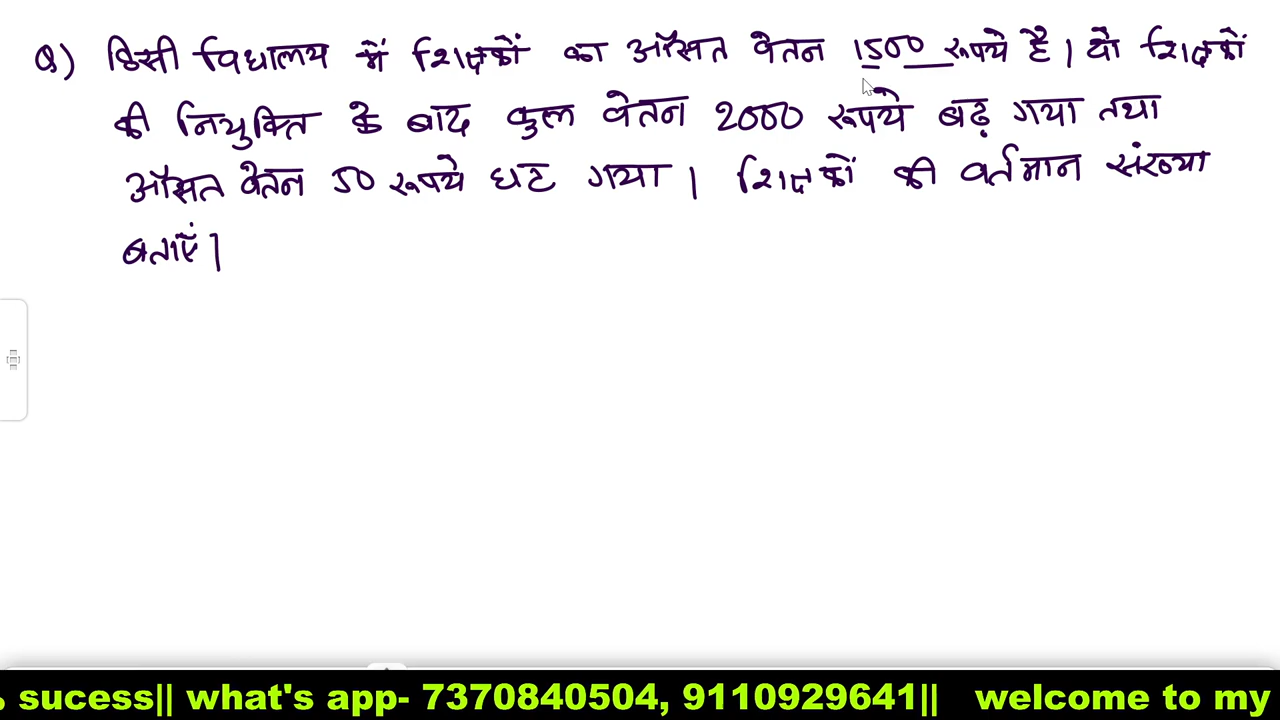 Q) किसी विद्यालय में शिक्षकों का औसत वेतन 1500 रूपये है। दो शिक्षकों
की नियुक्ति के बाद कुल वेतन 2000 रूपये बढ़ गया तथा
औसत वेतन 50 रूपये घट गया। शिक्षकों की वर्तमान संख्या
बताएँ।
sucess|| what's app- 7370840504, 9110929641|| welcome to my